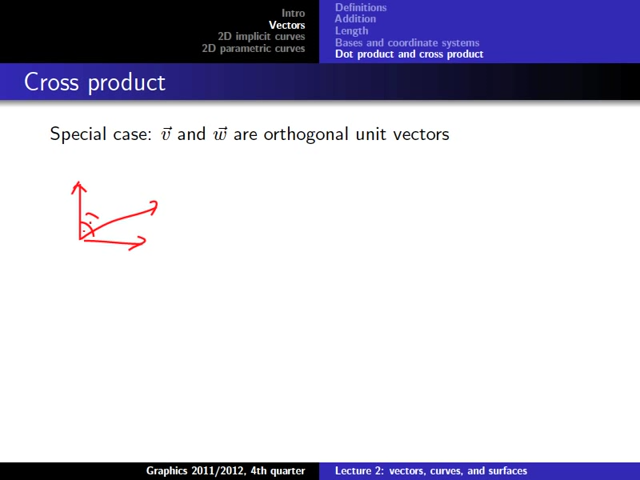 Intro
Vectors
2D implicit curves
2D parametric curves
Definitions
Addition
Length
Bases and coordinate systems
Dot product and cross product
Cross product
Special case: v⃗ and w⃗ are orthogonal unit vectors
Graphics 2011/2012, 4th quarter
Lecture 2: vectors, curves, and surfaces